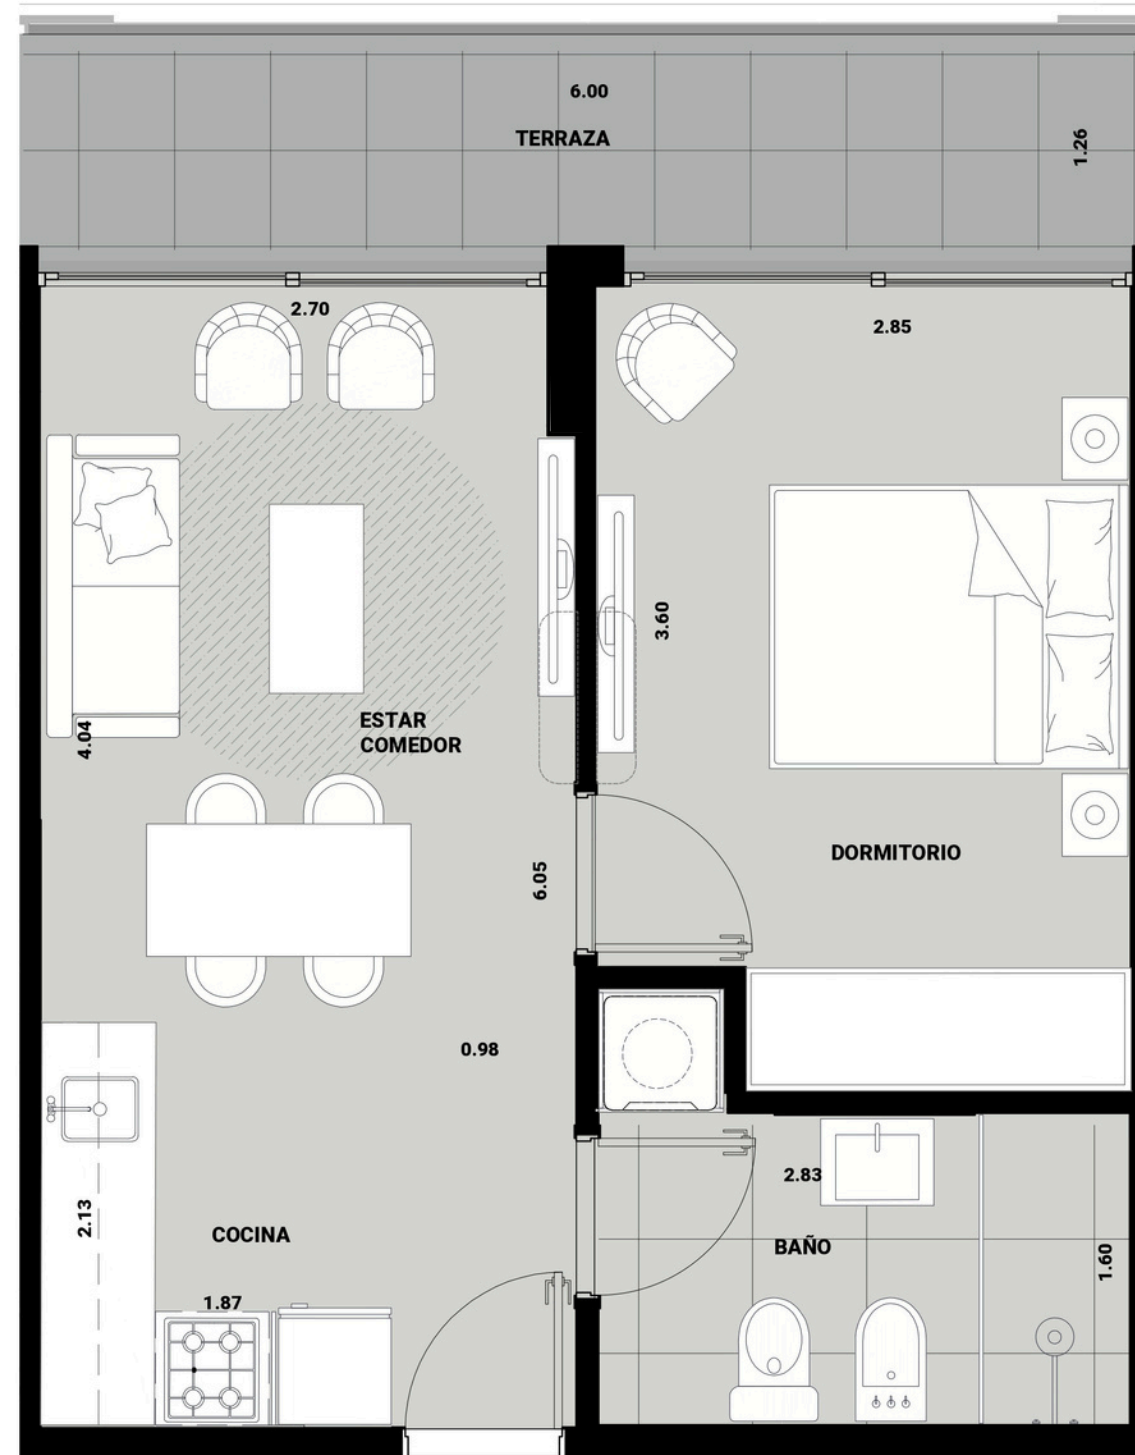 6.00
TERRAZA
1.26
2.70
2.85
3.60
ESTAR
COMEDOR
4.04
DORMITORIO
6.05
0.98
2.83
2.13
COCINA
BAÑO
1.60
1.87